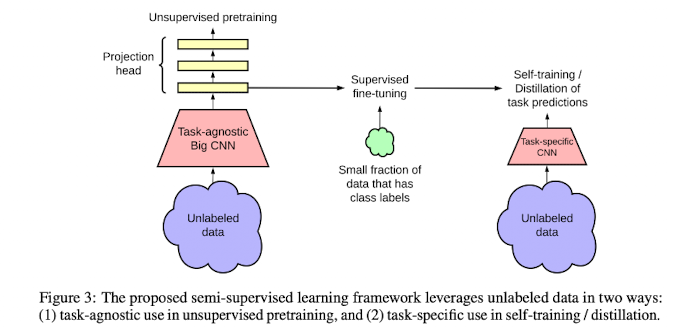 Unsupervised pretraining
Projection
head
Task-agnostic
Big CNN
Unlabeled
data
Supervised
fine-tuning
Small fraction of
data that has
class labels
Self-training /
Distillation of
task predictions
Task-specific
CNN
Unlabeled
data
Figure 3: The proposed semi-supervised learning framework leverages unlabeled data in two ways:
(1) task-agnostic use in unsupervised pretraining, and (2) task-specific use in self-training / distillation.